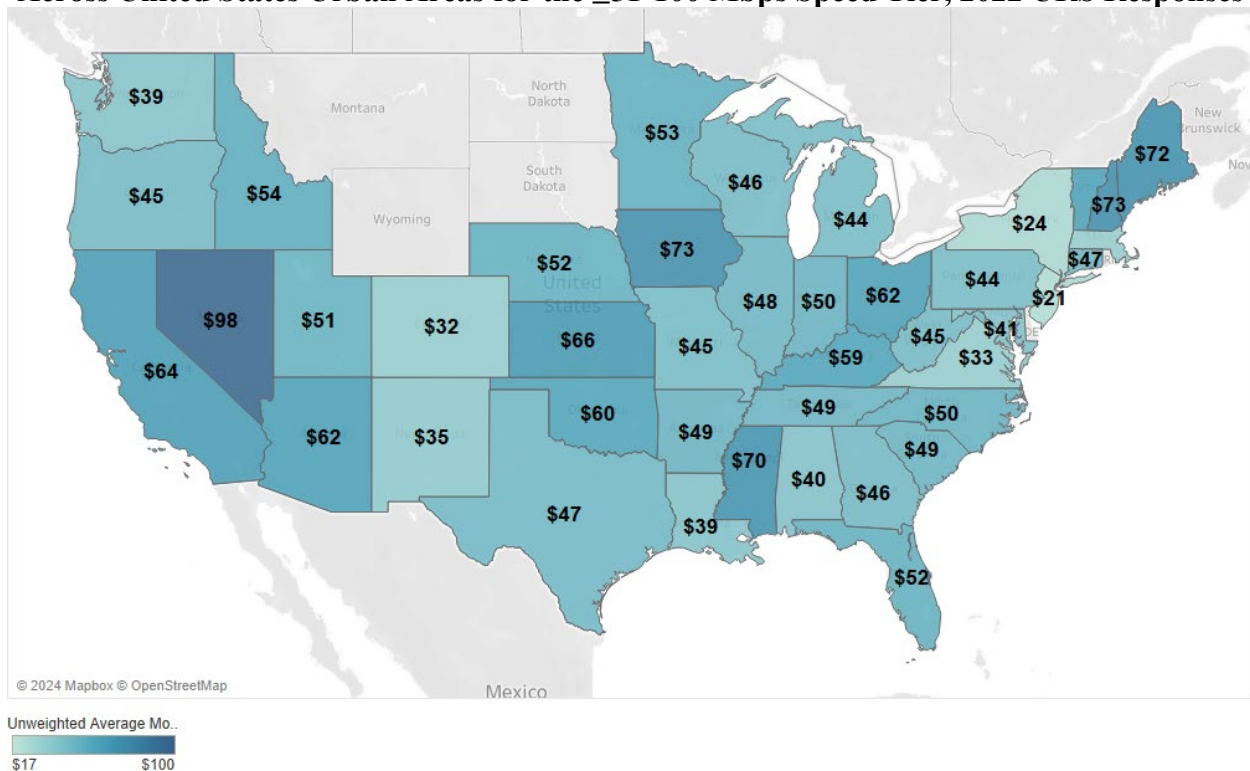 Across United States Urban Areas for the ≥51-100 Mbps Speed Tier, 2022 URS Responses
North
Dakota
Montana
New
Brunswick
$39
$53
$72
South
Dakota
$45
$54
$46
$44
$73
Wyoming
$24
$73
$52
United
States
$47
$44
$21
$98
$51
$32
$48
$50
$62
$66
$45
$45
$41
DE
$33
$64
$59
$62
$35
$60
$49
$49
$50
$49
$70
$40
$46
$47
$39
$52
© 2024 Mapbox © OpenStreetMap
Mexico
Unweighted Average Mo..
$17
$100